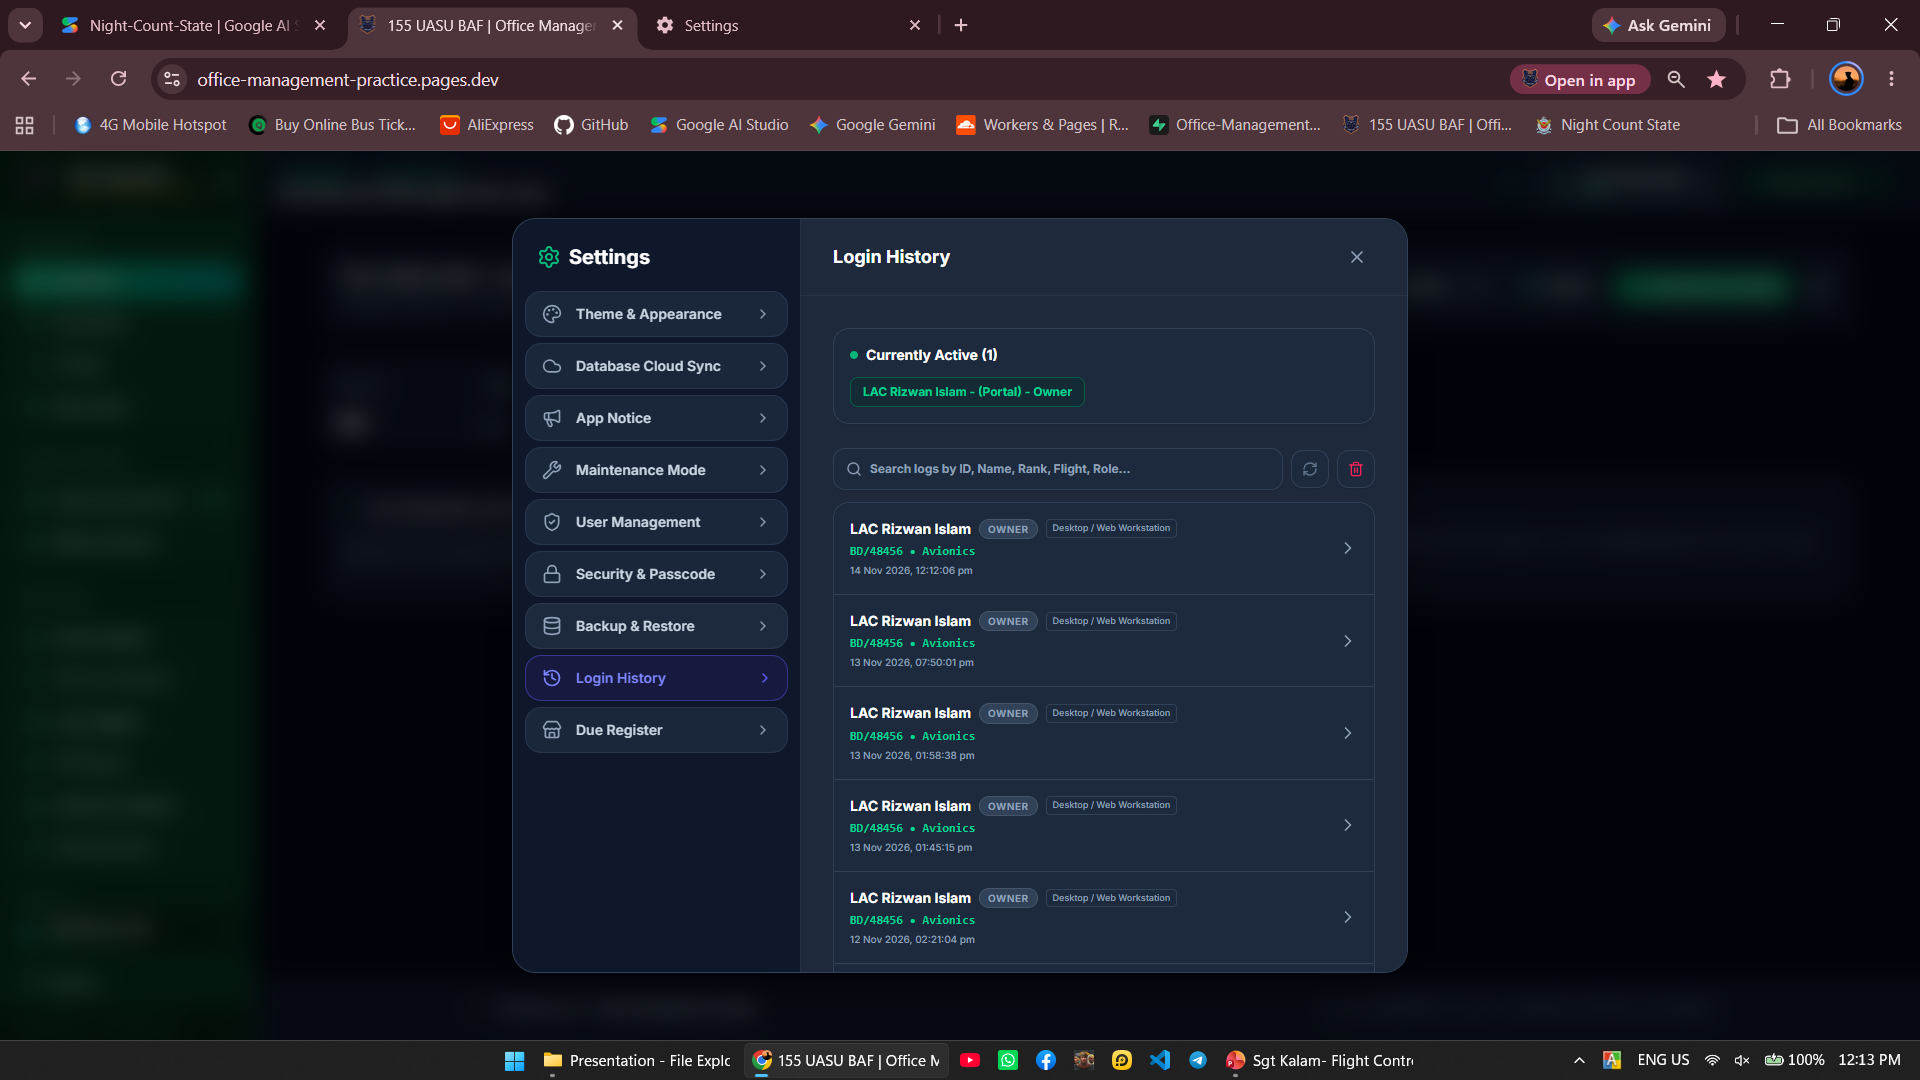 Night-Count-State | Google AI S
155 UASU BAF | Office Manage
Settings
Ask Gemini
office-management-practice.pages.dev
Open in app
4G Mobile Hotspot
Buy Online Bus Tick...
AliExpress
GitHub
Google AI Studio
Google Gemini
Workers & Pages | R...
Office-Management...
155 UASU BAF | Offi...
Night Count State
All Bookmarks
Settings
Theme & Appearance
Database Cloud Sync
App Notice
Maintenance Mode
User Management
Security & Passcode
Backup & Restore
Login History
Due Register
Login History
Currently Active (1)
LAC Rizwan Islam - (Portal) - Owner
Search logs by ID, Name, Rank, Flight, Role...
LAC Rizwan Islam OWNER Desktop / Web Workstation
BD/48456 • Avionics
14 Nov 2026, 12:12:06 pm
LAC Rizwan Islam OWNER Desktop / Web Workstation
BD/48456 • Avionics
13 Nov 2026, 07:50:01 pm
LAC Rizwan Islam OWNER Desktop / Web Workstation
BD/48456 • Avionics
13 Nov 2026, 01:58:38 pm
LAC Rizwan Islam OWNER Desktop / Web Workstation
BD/48456 • Avionics
13 Nov 2026, 01:45:15 pm
LAC Rizwan Islam OWNER Desktop / Web Workstation
BD/48456 • Avionics
12 Nov 2026, 02:21:04 pm
Presentation - File Explo
155 UASU BAF | Office M
Sgt Kalam- Flight Contr
ENG US
100%
12:13 PM